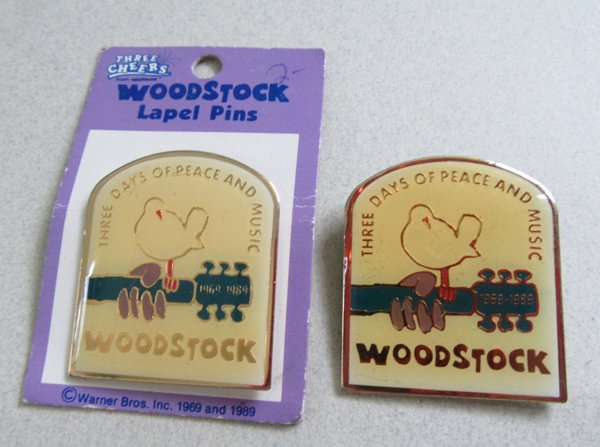 THREE
CHEERS
2-
WOODSTOCK
Lapel Pins
THREE DAYS OF PEACE AND MUSIC
1969-1989
WOODSTOCK
©Warner Bros. Inc. 1969 and 1989
THREE DAYS OF PEACE AND MUSIC
1969-1989
WOODSTOCK